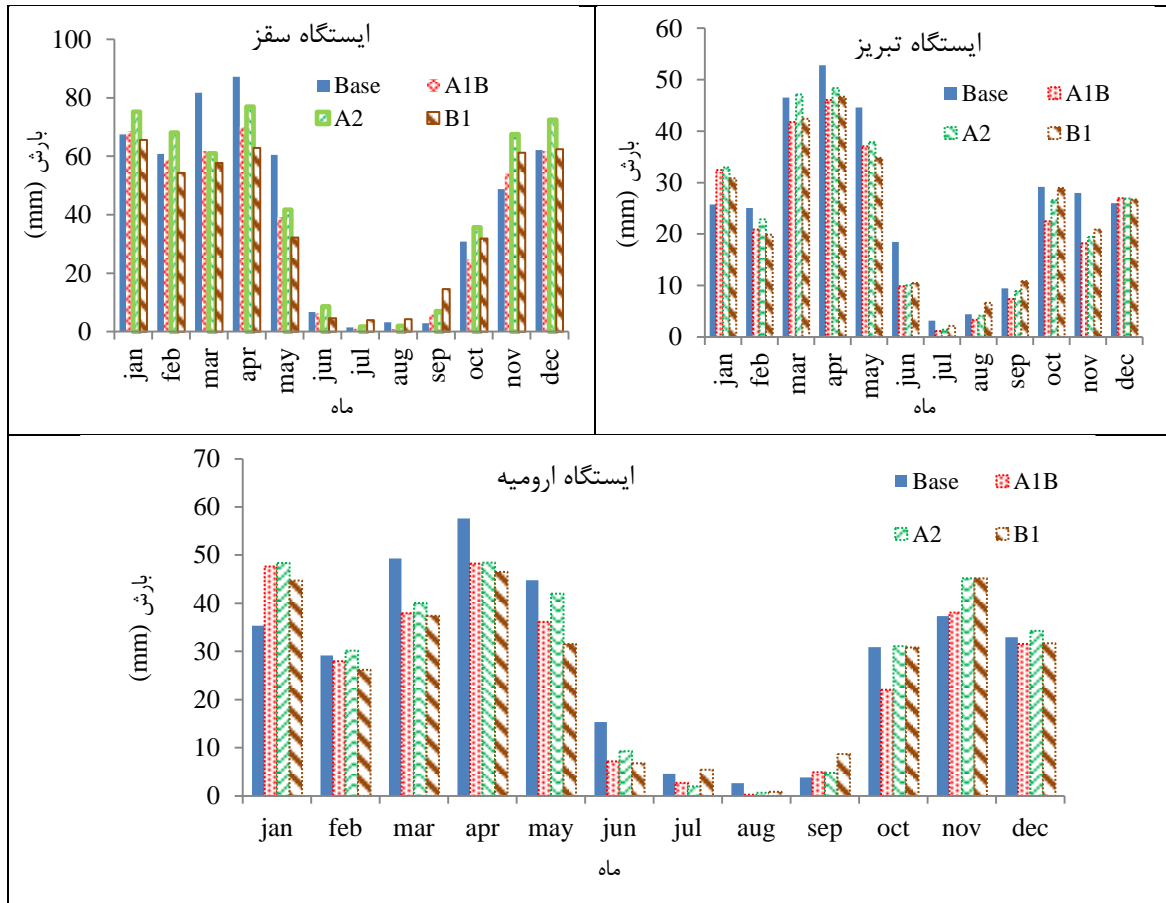 ایستگاه سقز
بارش (mm)
100
80
60
40
20
0
Base
A1B
A2
B1
jan
feb
mar
apr
may
jun
jul
aug
sep
oct
nov
dec
ماه
ایستگاه تبریز
بارش (mm)
60
50
40
30
20
10
0
Base
A1B
A2
B1
jan
feb
mar
apr
may
jun
jul
aug
sep
oct
nov
dec
ماه
ایستگاه ارومیه
بارش (mm)
70
60
50
40
30
20
10
0
Base
A1B
A2
B1
jan feb mar apr may jun jul aug sep oct nov dec
ماه